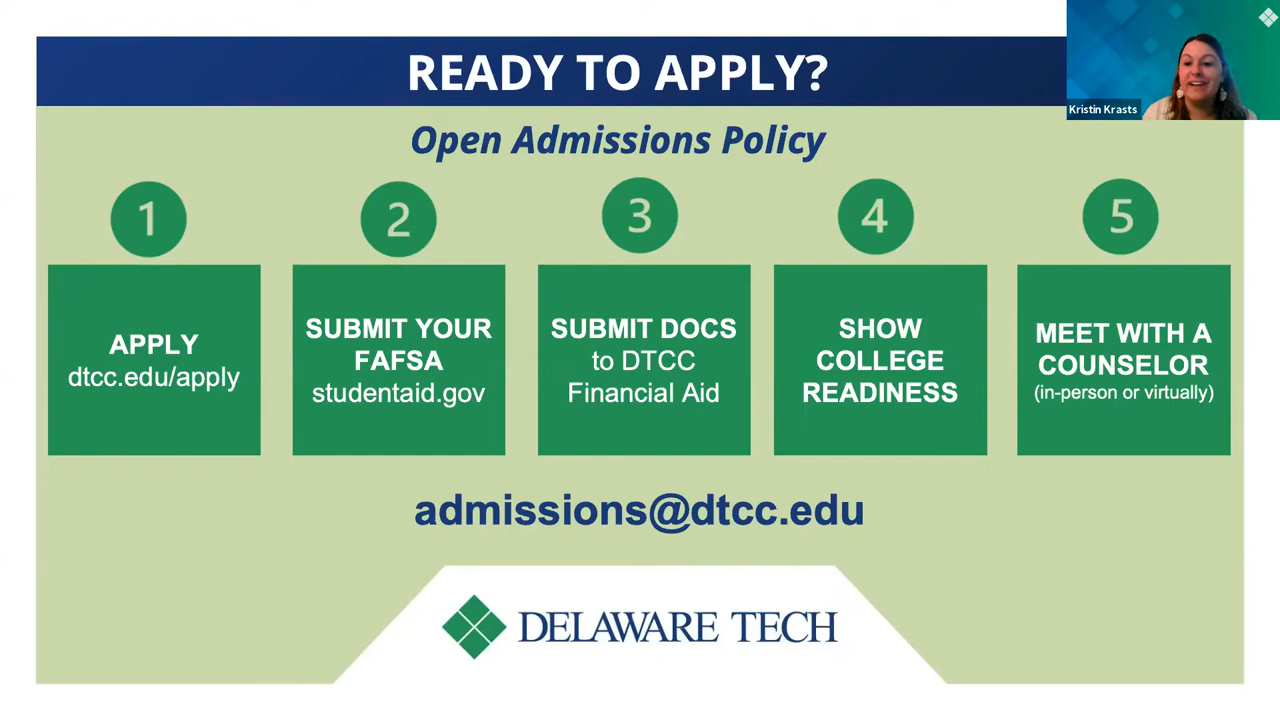 READY TO APPLY?
Kristin Krasts
Open Admissions Policy
1
APPLY
dtcc.edu/apply
2
SUBMIT YOUR
FAFSA
studentaid.gov
3
SUBMIT DOCS
to DTCC
Financial Aid
4
SHOW
COLLEGE
READINESS
5
MEET WITH A
COUNSELOR
(in-person or virtually)
admissions@dtcc.edu
DELAWARE TECH